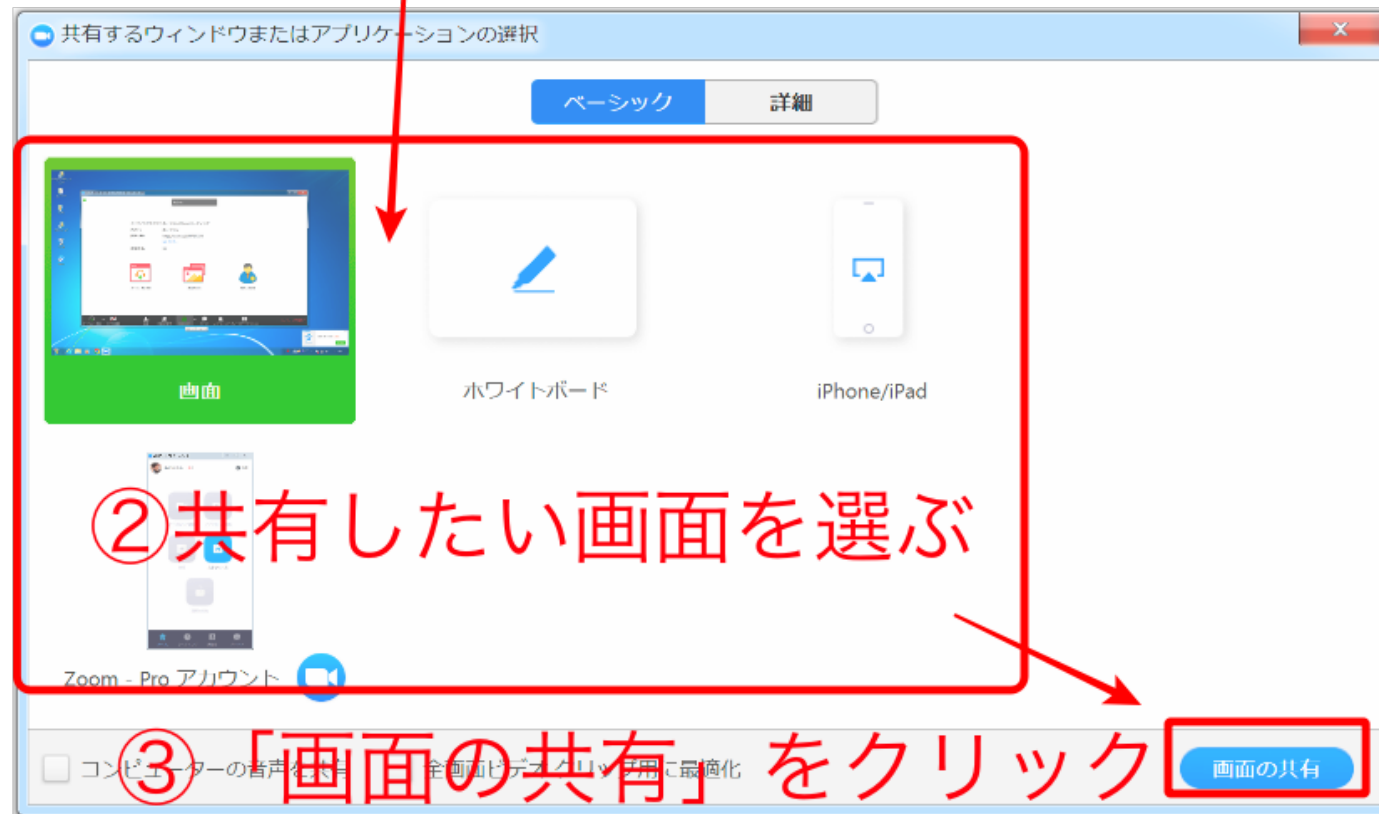 共有するウィンドウまたはアプリケーションの選択
ベーシック 詳細
画面 ホワイトボード iPhone/iPad
②共有したい画面を選ぶ
Zoom - Pro アカウント
③「画面の共有」をクリック
コンピューターの音声を共有 全画面ビデオ クリップ用に最適化
画面の共有